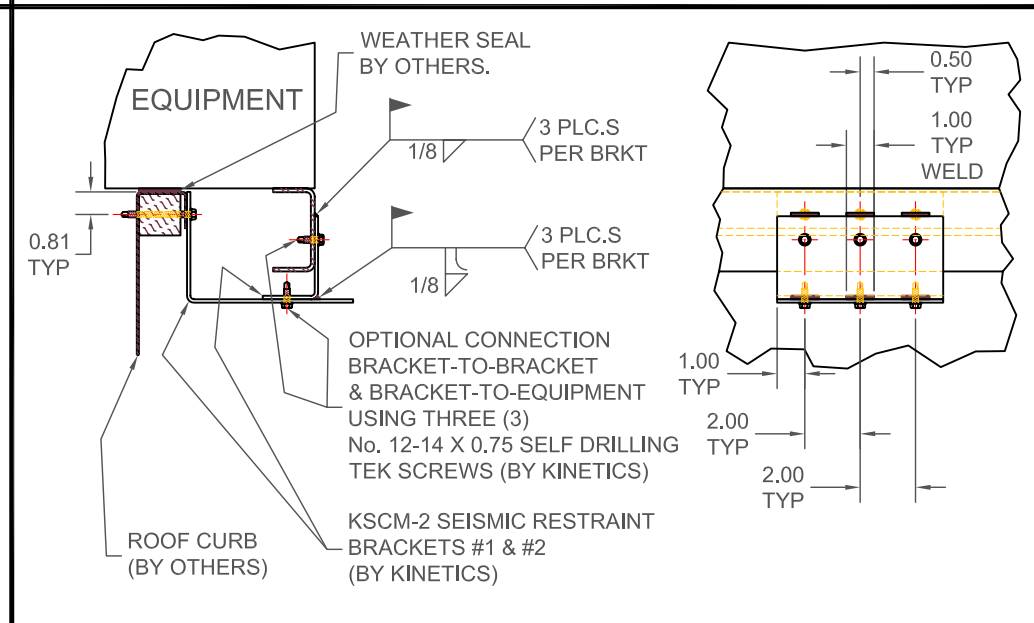 WEATHER SEAL
BY OTHERS.
EQUIPMENT
1/8
3 PLC.S
PER BRKT
0.81
TYP
1/8
3 PLC.S
PER BRKT
OPTIONAL CONNECTION
BRACKET-TO-BRACKET
& BRACKET-TO-EQUIPMENT
USING THREE (3)
No. 12-14 X 0.75 SELF DRILLING
TEK SCREWS (BY KINETICS)
KSCM-2 SEISMIC RESTRAINT
BRACKETS #1 & #2
(BY KINETICS)
ROOF CURB
(BY OTHERS)
0.50
TYP
1.00
TYP
WELD
1.00
TYP
2.00
TYP
2.00
TYP